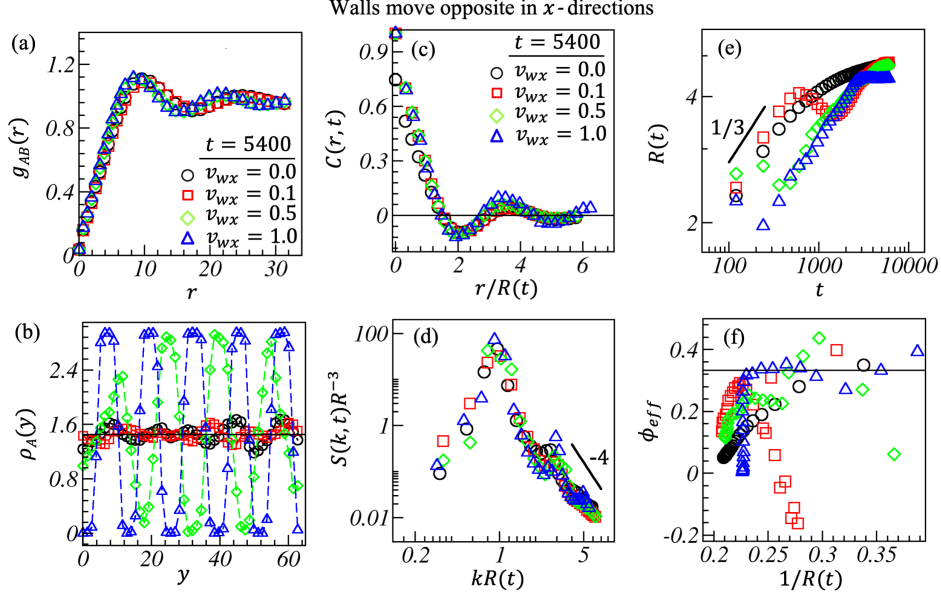 Walls move opposite in x-directions
(a)
g_AB(r)
1.2
0.8
0.4
0
0 10 20 30
r
t = 5400
v_wx = 0.0
v_wx = 0.1
v_wx = 0.5
v_wx = 1.0
(c)
C(r, t)
0.9
0.6
0.3
0
0 2 4 6
r/R(t)
t = 5400
v_wx = 0.0
v_wx = 0.1
v_wx = 0.5
v_wx = 1.0
(e)
R(t)
4
2
1/3
100 1000 10000
t
(b)
ρ_A(y)
2.4
1.6
0.8
0
0 20 40 60
y
(d)
S(k, t)R^−3
100
1
0.01
-4
0.2 1 5
kR(t)
(f)
ϕ_eff
0.4
0.2
0
-0.2
0.2 0.25 0.3 0.35
1/R(t)